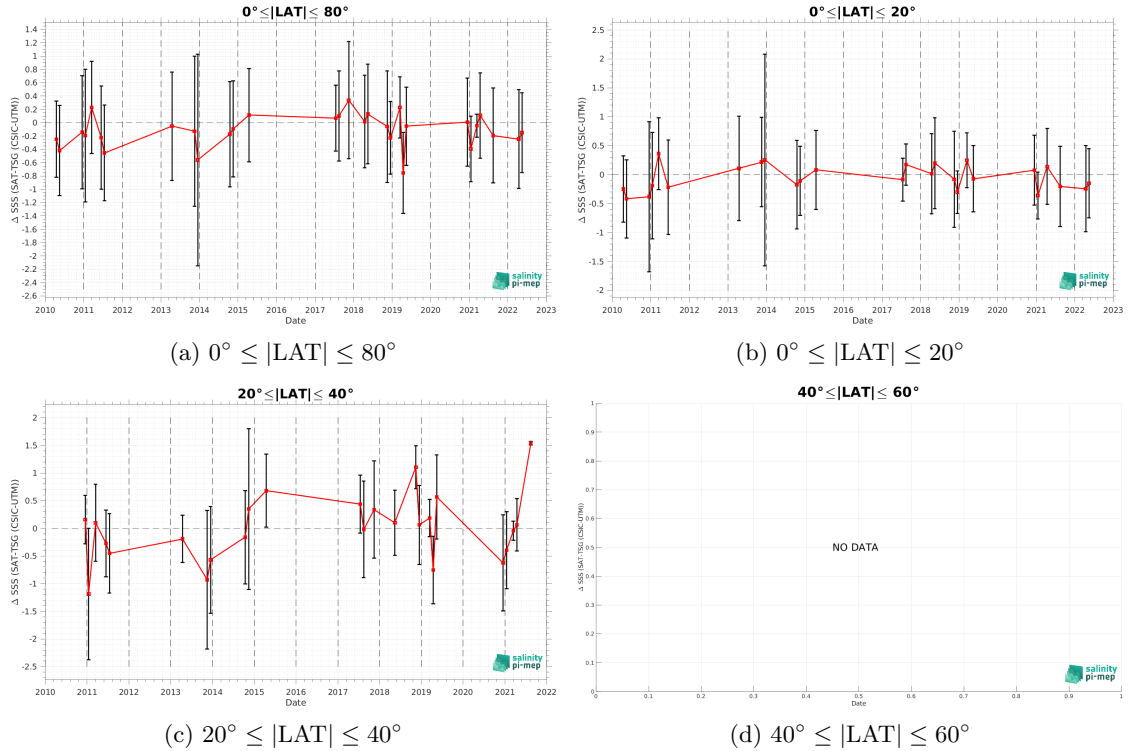 0°≤|LAT|≤ 80°
Δ SSS (SAT-TSG (CSIC-UTM))
1.4
1.2
1
0.8
0.6
0.4
0.2
0
-0.2
-0.4
-0.6
-0.8
-1
-1.2
-1.4
-1.6
-1.8
-2
-2.2
-2.4
-2.6
2010 2011 2012 2013 2014 2015 2016 2017 2018 2019 2020 2021 2022 2023
Date
salinity
pi-mep
(a) 0° ≤ |LAT| ≤ 80°
0°≤|LAT|≤ 20°
Δ SSS (SAT-TSG (CSIC-UTM))
2.5
2
1.5
1
0.5
0
-0.5
-1
-1.5
-2
2010 2011 2012 2013 2014 2015 2016 2017 2018 2019 2020 2021 2022 2023
Date
salinity
pi-mep
(b) 0° ≤ |LAT| ≤ 20°
20°≤|LAT|≤ 40°
Δ SSS (SAT-TSG (CSIC-UTM))
2
1.5
1
0.5
0
-0.5
-1
-1.5
-2
-2.5
2010 2011 2012 2013 2014 2015 2016 2017 2018 2019 2020 2021 2022
Date
salinity
pi-mep
(c) 20° ≤ |LAT| ≤ 40°
40°≤|LAT|≤ 60°
Δ SSS (SAT-TSG (CSIC-UTM))
1
0.9
0.8
0.7
0.6
0.5
0.4
0.3
0.2
0.1
0
NO DATA
0 0.1 0.2 0.3 0.4 0.5 0.6 0.7 0.8 0.9 1
Date
salinity
pi-mep
(d) 40° ≤ |LAT| ≤ 60°